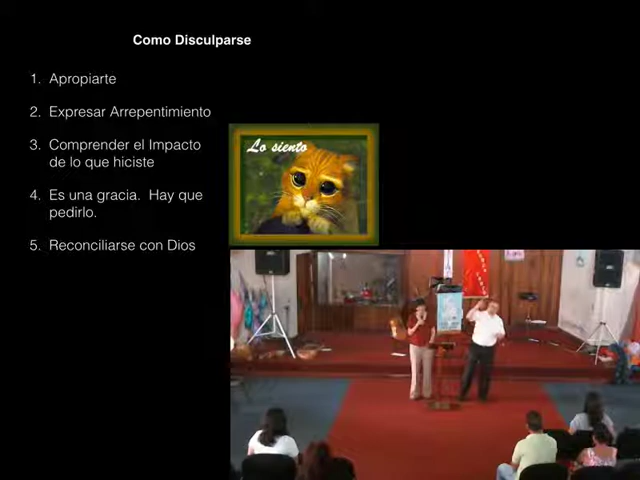 Como Disculparse
1. Apropiarte
2. Expresar Arrepentimiento
3. Comprender el Impacto
de lo que hiciste
4. Es una gracia. Hay que
pedirlo.
5. Reconciliarse con Dios
Lo siento